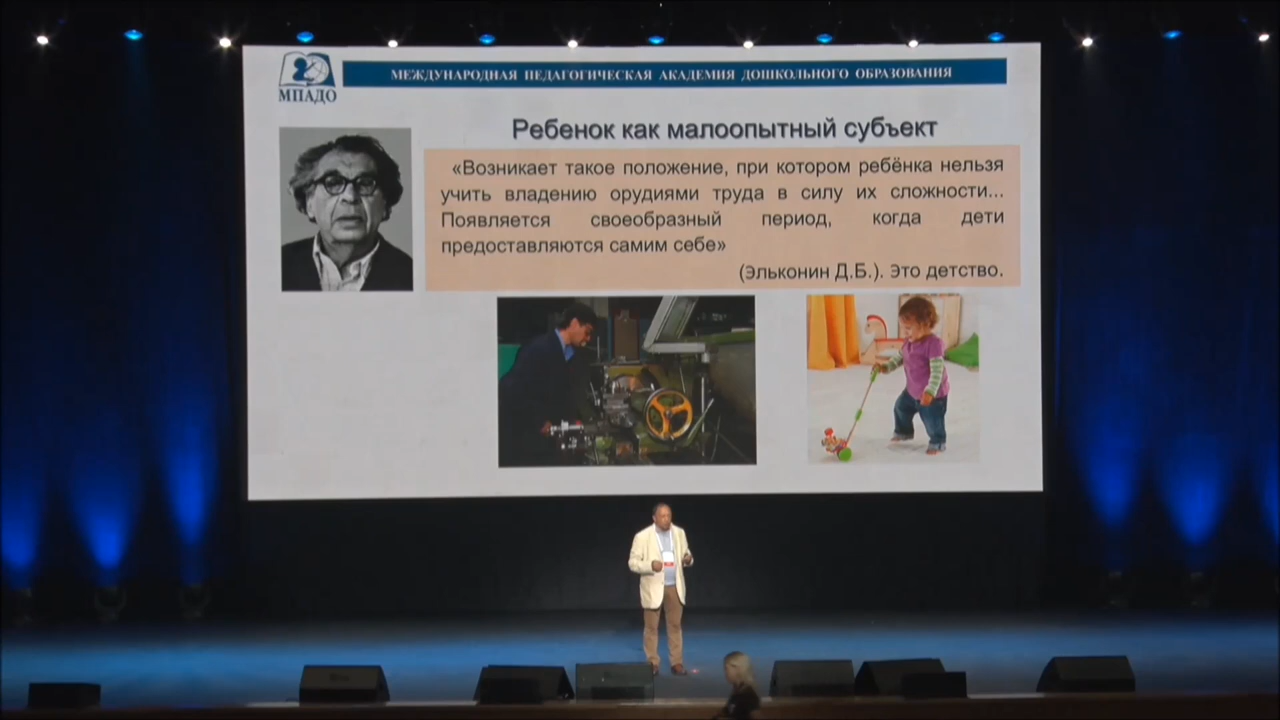 МЕЖДУНАРОДНАЯ ПЕДАГОГИЧЕСКАЯ АКАДЕМИЯ ДОШКОЛЬНОГО ОБРАЗОВАНИЯ
МПАДО
Ребенок как малоопытный субъект
«Возникает такое положение, при котором ребёнка нельзя
учить владению орудиями труда в силу их сложности...
Появляется своеобразный период, когда дети
предоставляются самим себе»
(Эльконин Д.Б.). Это детство.